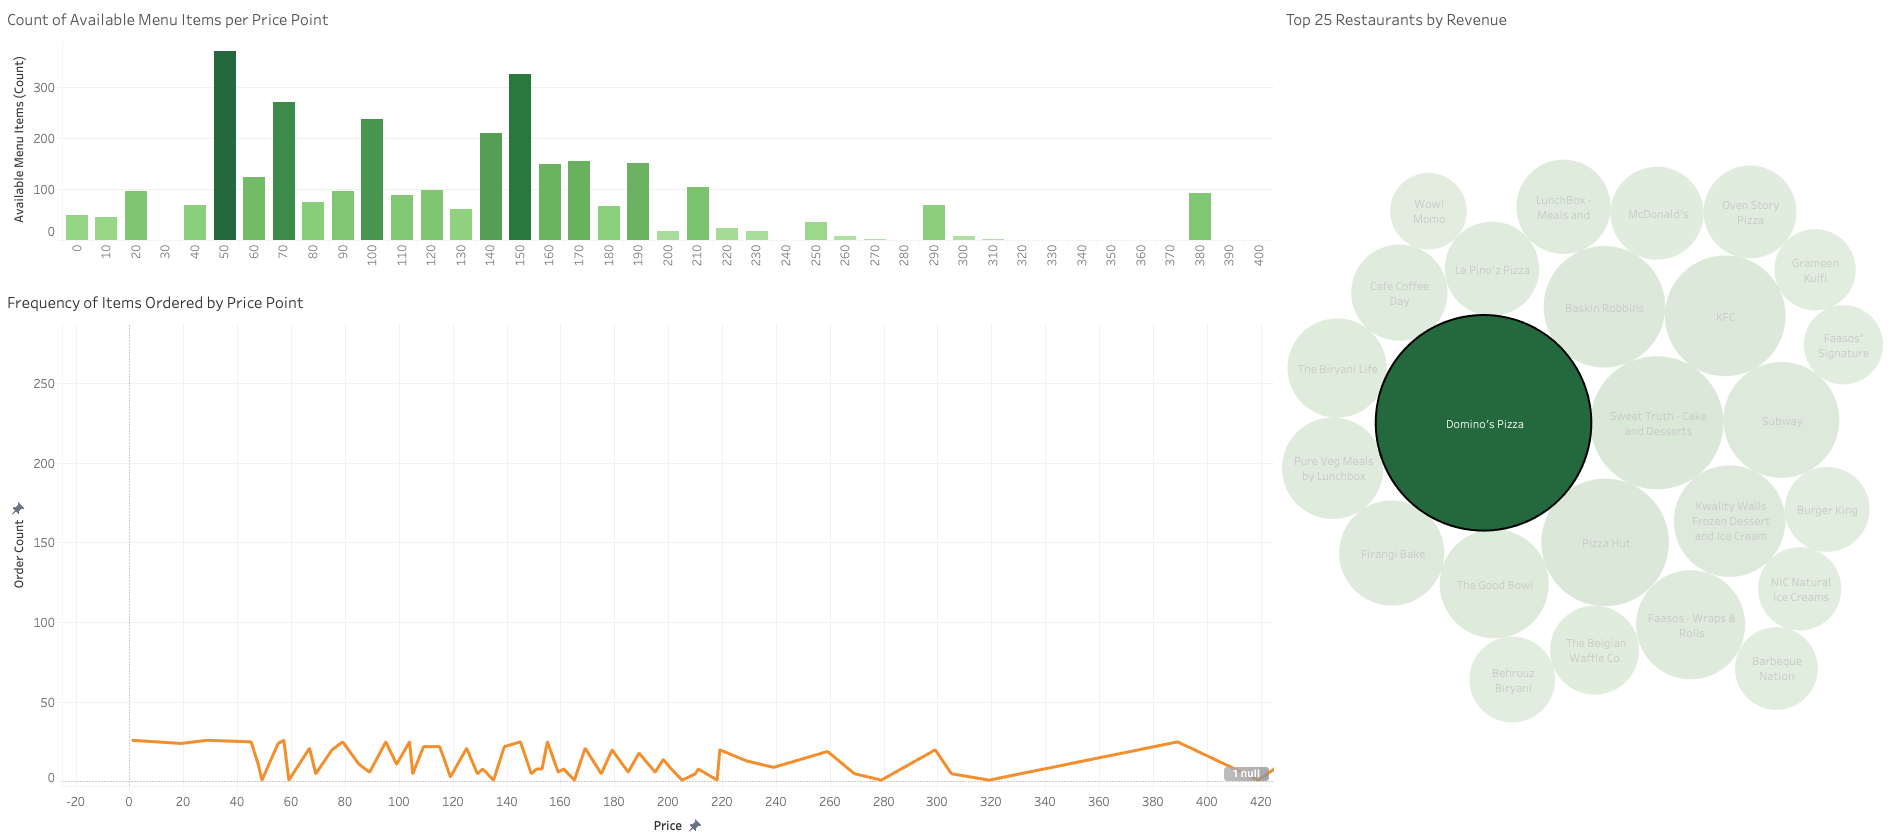 Count of Available Menu Items per Price Point
Available Menu Items (Count)
300
200
100
0
0 10 20 30 40 50 60 70 80 90 100 110 120 130 140 150 160 170 180 190 200 210 220 230 240 250 260 270 280 290 300 310 320 330 340 350 360 370 380 390 400
Frequency of Items Ordered by Price Point
Order Count
250
200
150
100
50
0
1 null
-20 0 20 40 60 80 100 120 140 160 180 200 220 240 260 280 300 320 340 360 380 400 420
Price
Top 25 Restaurants by Revenue
Wow!
Momo
LunchBox -
Meals and
McDonald's
Oven Story
Pizza
La Pino'z Pizza
Grameen
Kulfi
Cafe Coffee
Day
Baskin Robbins
KFC
Faasos'
Signature
The Biryani Life
Domino's Pizza
Sweet Truth - Cake
and Desserts
Subway
Pure Veg Meals
by Lunchbox
Kwality Walls
Frozen Dessert
and Ice Cream
Burger King
Firangi Bake
Pizza Hut
The Good Bowl
NIC Natural
Ice Creams
Faasos - Wraps &
Rolls
The Belgian
Waffle Co.
Barbeque
Nation
Behrouz
Biryani